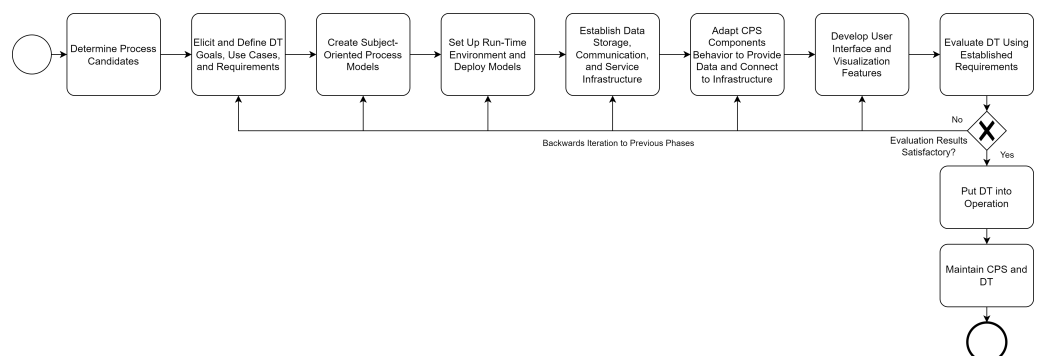 Determine Process
Candidates
Elicit and Define DT
Goals, Use Cases,
and Requirements
Create Subject-
Oriented Process
Models
Set Up Run-Time
Environment and
Deploy Models
Establish Data
Storage,
Communication,
and Service
Infrastructure
Adapt CPS
Components
Behavior to Provide
Data and Connect
to Infrastructure
Develop User
Interface and
Visualization
Features
Evaluate DT Using
Established
Requirements
No
Backwards Iteration to Previous Phases
Evaluation Results
Satisfactory?
Yes
Put DT into
Operation
Maintain CPS and
DT